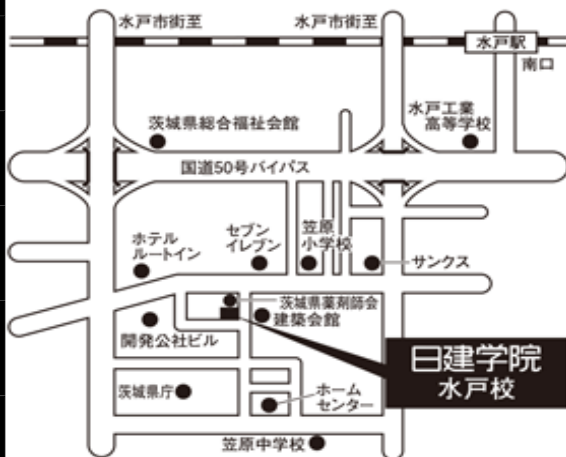 水戸市街至
水戸市街至
水戸駅
南口
茨城県総合福祉会館
水戸工業
高等学校
国道50号バイパス
ホテル
ルートイン
セブン
イレブン
笠原
小学校
サンクス
茨城県薬剤師会
建築会館
開発公社ビル
日建学院
水戸校
茨城県庁
ホーム
センター
笠原中学校